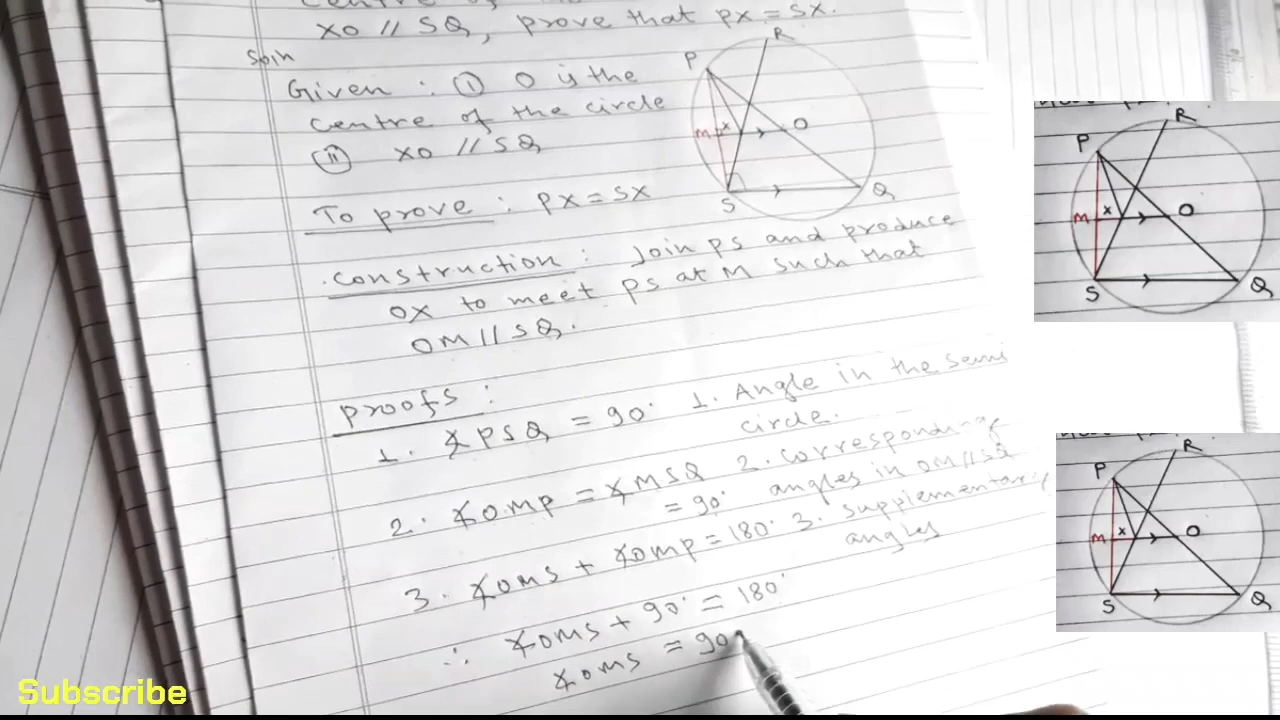 XO // SQ, prove that PX = SX.
Soln
Given : (i) O is the
centre of the circle
(ii) XO // SQ
To prove : PX = SX
Construction : Join PS and produce
OX to meet PS at M such that
OM // SQ.
Proofs :
1. ∡PSQ = 90° 1. Angle in the semi
circle.
2. ∡OMP = ∡MSQ 2. corresponding
= 90° angles in OM // SQ
3. ∡OMS + ∡OMP = 180° 3. supplementary
angles
∴ ∡OMS + 90° = 180°
∡OMS = 90
P
R
M
X
O
S
Q
P
R
M
X
O
S
Q
P
R
M
X
O
S
Q
Subscribe